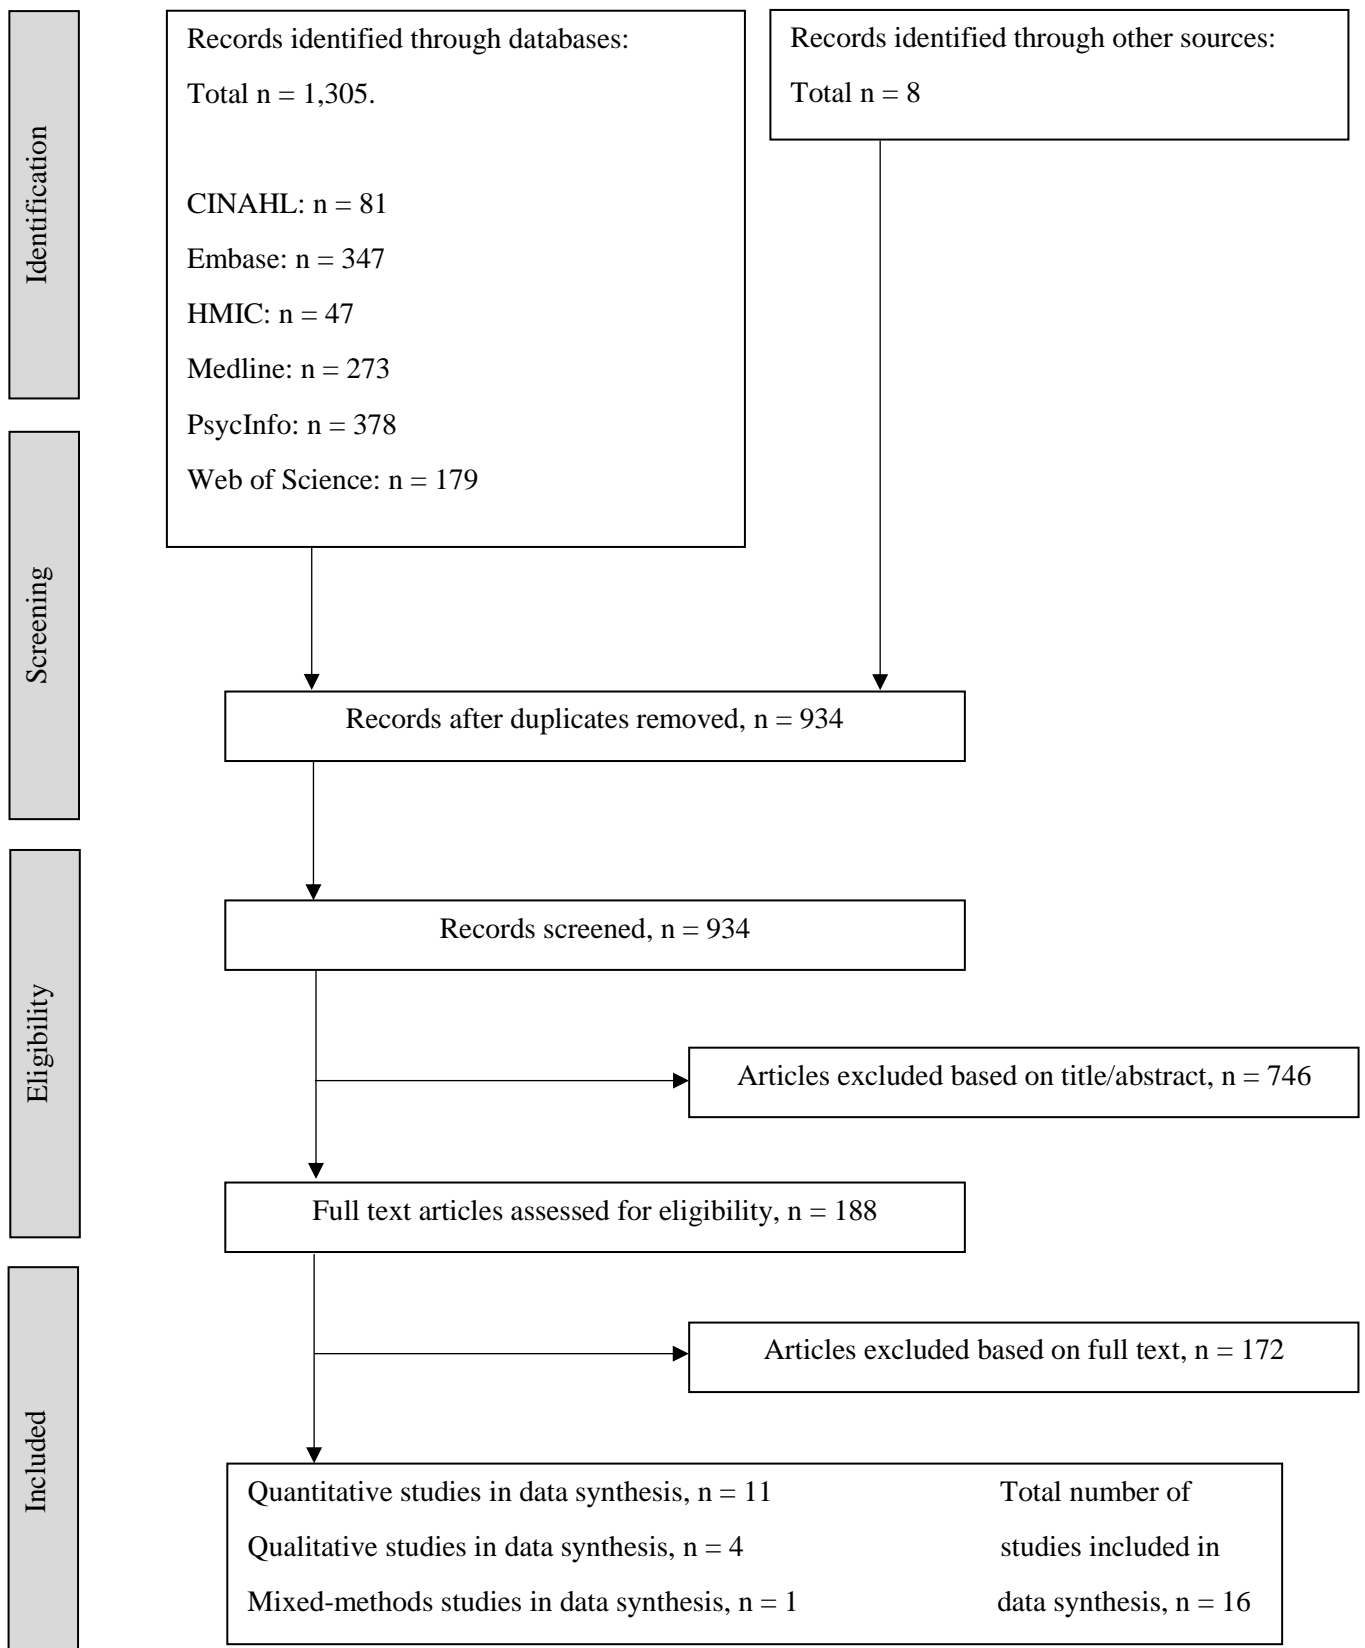 Identification
Records identified through databases:
Total n = 1,305.
CINAHL: n = 81
Embase: n = 347
HMIC: n = 47
Medline: n = 273
PsycInfo: n = 378
Web of Science: n = 179
Records identified through other sources:
Total n = 8
Screening
Records after duplicates removed, n = 934
Records screened, n = 934
Eligibility
Articles excluded based on title/abstract, n = 746
Full text articles assessed for eligibility, n = 188
Articles excluded based on full text, n = 172
Included
Quantitative studies in data synthesis, n = 11
Qualitative studies in data synthesis, n = 4
Mixed-methods studies in data synthesis, n = 1
Total number of
studies included in
data synthesis, n = 16